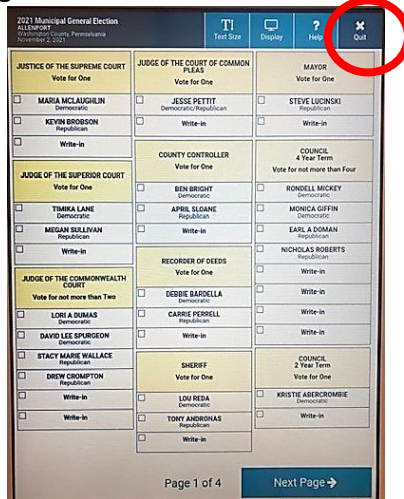 2021 Municipal General Election
ALLENPORT
Washington County, Pennsylvania
November 2, 2021
TI
Text Size
Display
?
Help
Quit
JUSTICE OF THE SUPREME COURT
Vote for One
MARIA MCLAUGHLIN
Democratic
KEVIN BROBSON
Republican
Write-in
JUDGE OF THE SUPERIOR COURT
Vote for One
TIMIKA LANE
Democratic
MEGAN SULLIVAN
Republican
Write-in
JUDGE OF THE COMMONWEALTH
COURT
Vote for not more than Two
LORI A DUMAS
Democratic
DAVID LEE SPURGEON
Democratic
STACY MARIE WALLACE
Republican
DREW CROMPTON
Republican
Write-in
Write-in
JUDGE OF THE COURT OF COMMON
PLEAS
Vote for One
JESSE PETTIT
Democratic/Republican
Write-in
COUNTY CONTROLLER
Vote for One
BEN BRIGHT
Democratic
APRIL SLOANE
Republican
Write-in
RECORDER OF DEEDS
Vote for One
DEBBIE BARDELLA
Democratic
CARRIE PERRELL
Republican
Write-in
SHERIFF
Vote for One
LOU REDA
Democratic
TONY ANDRONAS
Republican
Write-in
MAYOR
Vote for One
STEVE LUCINSKI
Republican
Write-in
COUNCIL
4 Year Term
Vote for not more than Four
RONDELL MICKEY
Democratic
MONICA GIFFIN
Democratic
EARL A DOMAN
Republican
NICHOLAS ROBERTS
Republican
Write-in
Write-in
Write-in
Write-in
COUNCIL
2 Year Term
Vote for One
KRISTIE ABERCROMBIE
Democratic
Write-in
Page 1 of 4
Next Page